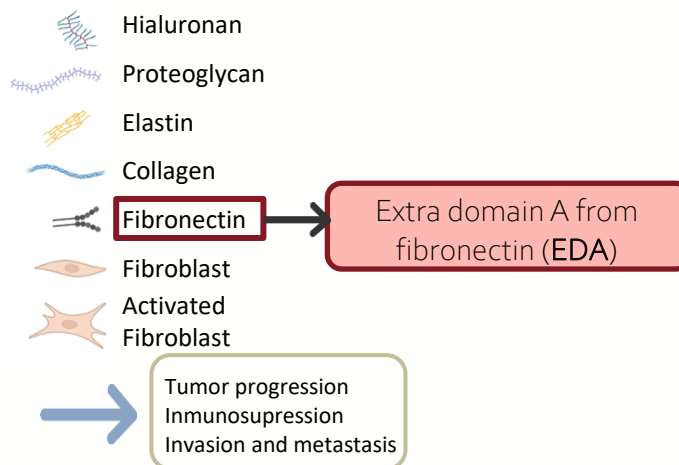 Hialuronan
Proteoglycan
Elastin
Collagen
Fibronectin
Extra domain A from
fibronectin (EDA)
Fibroblast
Activated
Fibroblast
Tumor progression
Inmunosupression
Invasion and metastasis